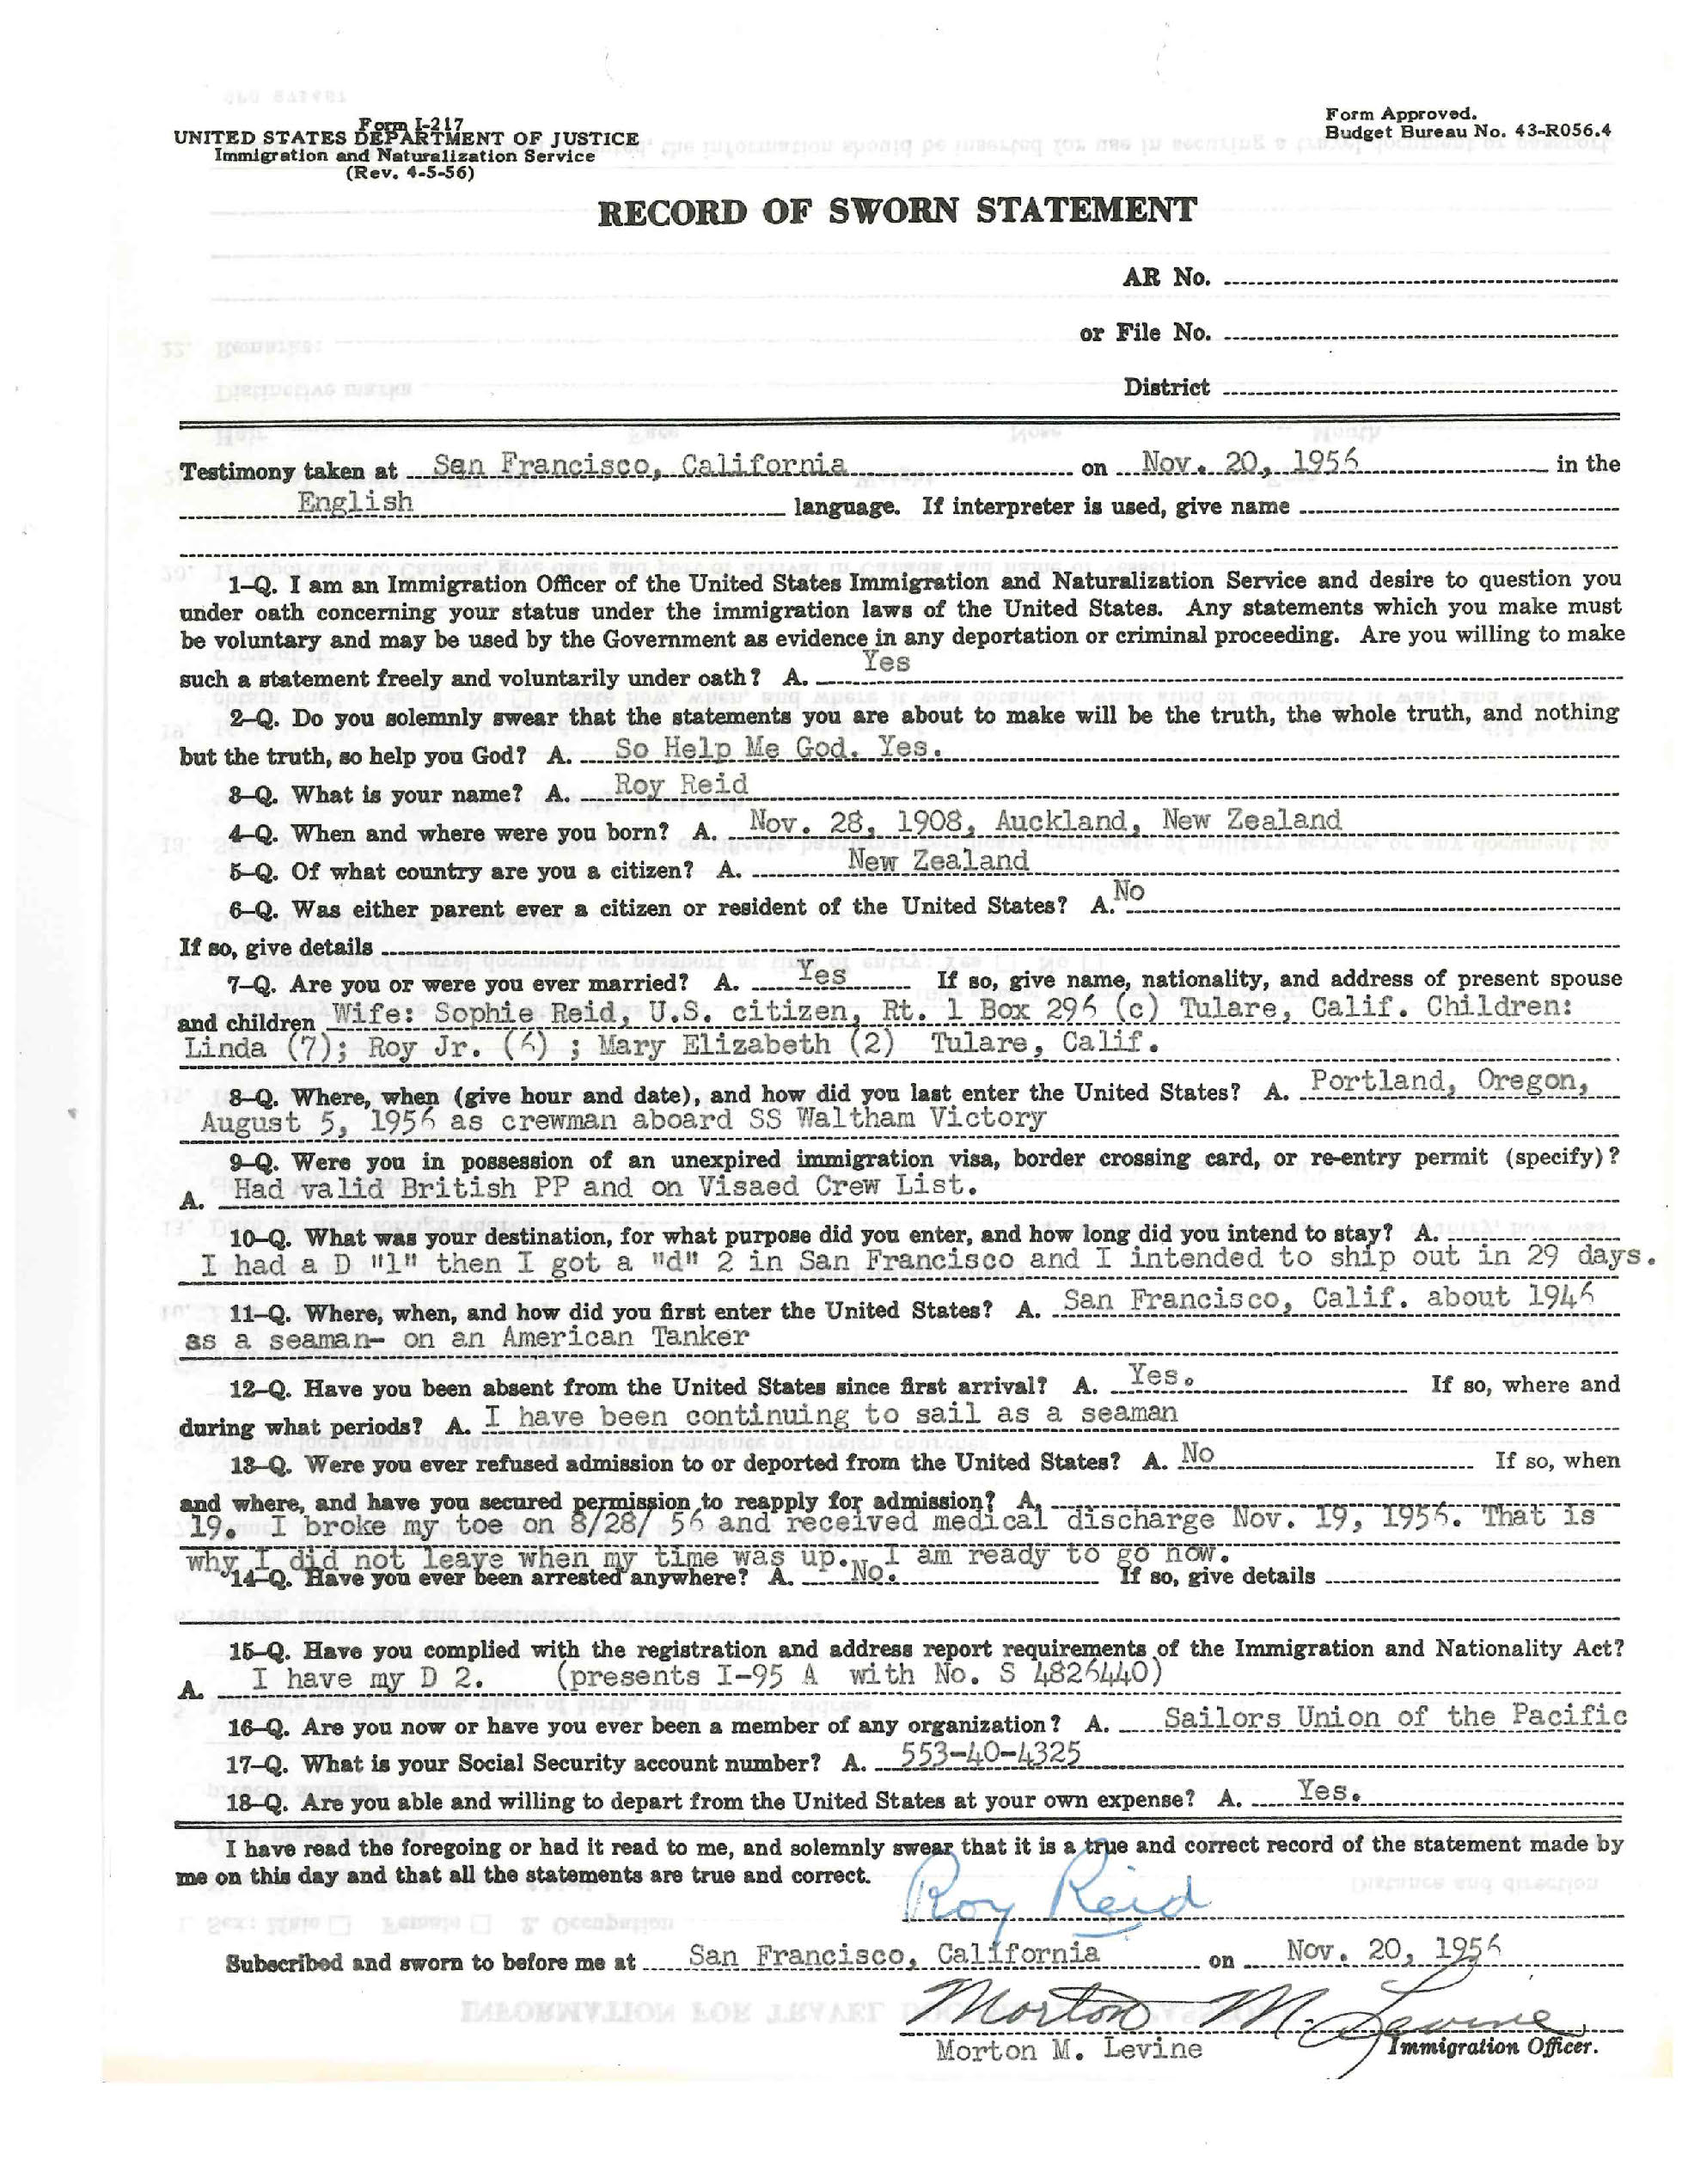 Form I-217
UNITED STATES DEPARTMENT OF JUSTICE
Immigration and Naturalization Service
(Rev. 4-5-56)
Form Approved.
Budget Bureau No. 43-R056.4
RECORD OF SWORN STATEMENT
AR No.
or File No.
District
Testimony taken at San Francisco, California on Nov. 20, 1956 in the
English language. If interpreter is used, give name
1-Q. I am an Immigration Officer of the United States Immigration and Naturalization Service and desire to question you
under oath concerning your status under the immigration laws of the United States. Any statements which you make must
be voluntary and may be used by the Government as evidence in any deportation or criminal proceeding. Are you willing to make
such a statement freely and voluntarily under oath? A. Yes
2-Q. Do you solemnly swear that the statements you are about to make will be the truth, the whole truth, and nothing
but the truth, so help you God? A. So Help Me God. Yes.
3-Q. What is your name? A. Roy Reid
4-Q. When and where were you born? A. Nov. 28, 1908, Auckland, New Zealand
5-Q. Of what country are you a citizen? A. New Zealand
6-Q. Was either parent ever a citizen or resident of the United States? A. No
If so, give details
7-Q. Are you or were you ever married? A. Yes If so, give name, nationality, and address of present spouse
and children Wife: Sophie Reid, U.S. citizen, Rt. 1 Box 296 (c) Tulare, Calif. Children:
Linda (7); Roy Jr. (6) ; Mary Elizabeth (2) Tulare, Calif.
8-Q. Where, when (give hour and date), and how did you last enter the United States? A. Portland, Oregon,
August 5, 1956 as crewman aboard SS Waltham Victory
9-Q. Were you in possession of an unexpired immigration visa, border crossing card, or re-entry permit (specify)?
A. Had valid British PP and on Visaed Crew List.
10-Q. What was your destination, for what purpose did you enter, and how long did you intend to stay? A.
I had a D "1" then I got a "d" 2 in San Francisco and I intended to ship out in 29 days.
11-Q. Where, when, and how did you first enter the United States? A. San Francisco, Calif. about 1946
as a seaman- on an American Tanker
12-Q. Have you been absent from the United States since first arrival? A. Yes. If so, where and
during what periods? A. I have been continuing to sail as a seaman
13-Q. Were you ever refused admission to or deported from the United States? A. No If so, when
and where, and have you secured permission to reapply for admission? A.
19. I broke my toe on 8/28/ 56 and received medical discharge Nov. 19, 1956. That is
why I did not leave when my time was up. I am ready to go now.
14-Q. Have you ever been arrested anywhere? A. No. If so, give details
15-Q. Have you complied with the registration and address report requirements of the Immigration and Nationality Act?
A. I have my D 2. (presents I-95 A with No. S 4826440)
16-Q. Are you now or have you ever been a member of any organization? A. Sailors Union of the Pacific
17-Q. What is your Social Security account number? A. 553-40-4325
18-Q. Are you able and willing to depart from the United States at your own expense? A. Yes.
I have read the foregoing or had it read to me, and solemnly swear that it is a true and correct record of the statement made by
me on this day and that all the statements are true and correct.
Roy Reid
Subscribed and sworn to before me at San Francisco, California on Nov. 20, 1956
Morton M. Levine
Morton M. Levine Immigration Officer.